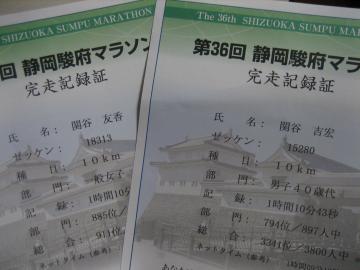 SHIZUOKA SUMPU MARATHON
回 静岡駿府マラソン
完走記録証
氏 名: 関谷 友香
ゼッケン: 18313
種 目: 10km
部 門: 一般女子
記 録: 1時間10分
部 門: 885位/
総 合: 913位
The 36th SHIZUOKA SUMPU MAR
第36回 静岡駿府マラ
完走記録証
氏 名: 関谷 吉宏
ゼッケン: 15280
種 目: 10km
部 門: 男子40歳代
記 録: 1時間10分43秒
部 門: 794位/897人中
総 合: 3241位/3800人中
ネットタイム(参考)